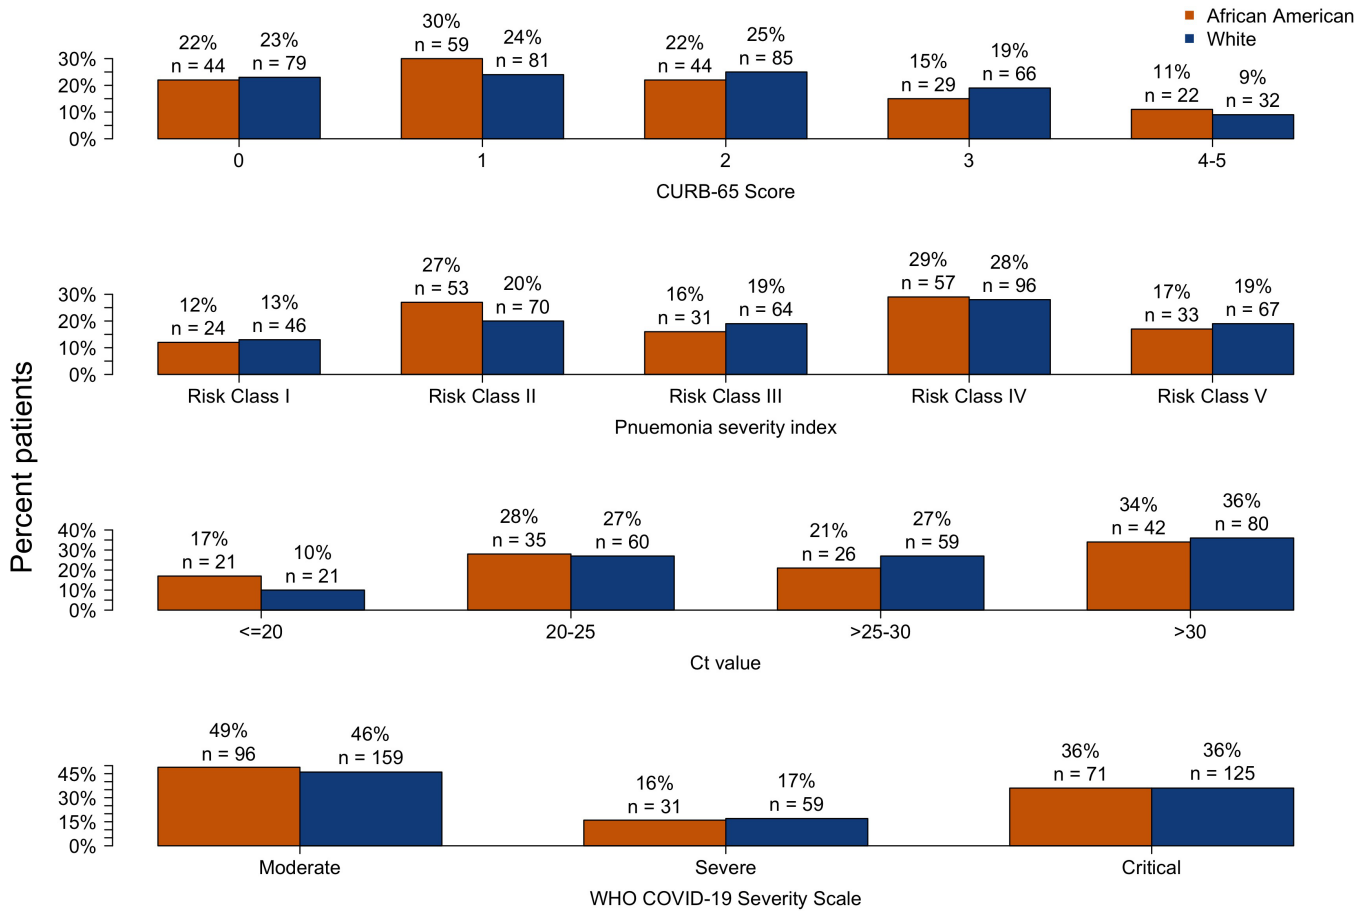 African American
White
22%
n = 44
23%
n = 79
30%
n = 59
24%
n = 81
22%
n = 44
25%
n = 85
15%
n = 29
19%
n = 66
11%
n = 22
9%
n = 32
30%
20%
10%
0%
0
1
2
3
4-5
CURB-65 Score
12%
n = 24
13%
n = 46
27%
n = 53
20%
n = 70
16%
n = 31
19%
n = 64
29%
n = 57
28%
n = 96
17%
n = 33
19%
n = 67
30%
20%
10%
0%
Risk Class I
Risk Class II
Risk Class III
Risk Class IV
Risk Class V
Pnuemonia severity index
Percent patients
17%
n = 21
10%
n = 21
28%
n = 35
27%
n = 60
21%
n = 26
27%
n = 59
34%
n = 42
36%
n = 80
40%
30%
20%
10%
0%
<=20
20-25
>25-30
>30
Ct value
49%
n = 96
46%
n = 159
16%
n = 31
17%
n = 59
36%
n = 71
36%
n = 125
45%
30%
15%
0%
Moderate
Severe
Critical
WHO COVID-19 Severity Scale